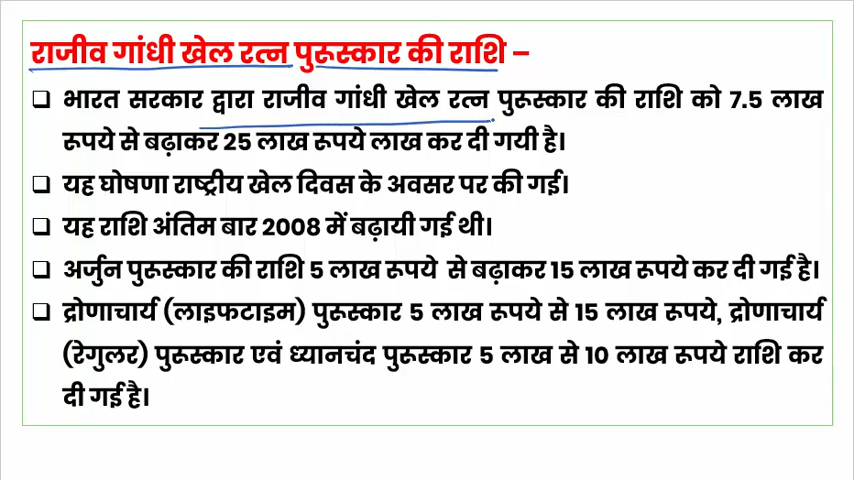 राजीव गांधी खेल रत्न पुरूस्कार की राशि –
❑ भारत सरकार द्वारा राजीव गांधी खेल रत्न पुरूस्कार की राशि को 7.5 लाख
रूपये से बढ़ाकर 25 लाख रूपये लाख कर दी गयी है।
❑ यह घोषणा राष्ट्रीय खेल दिवस के अवसर पर की गई।
❑ यह राशि अंतिम बार 2008 में बढ़ायी गई थी।
❑ अर्जुन पुरूस्कार की राशि 5 लाख रूपये से बढ़ाकर 15 लाख रूपये कर दी गई है।
❑ द्रोणाचार्य (लाइफटाइम) पुरूस्कार 5 लाख रूपये से 15 लाख रूपये, द्रोणाचार्य
(रेगुलर) पुरूस्कार एवं ध्यानचंद पुरूस्कार 5 लाख से 10 लाख रूपये राशि कर
दी गई है।